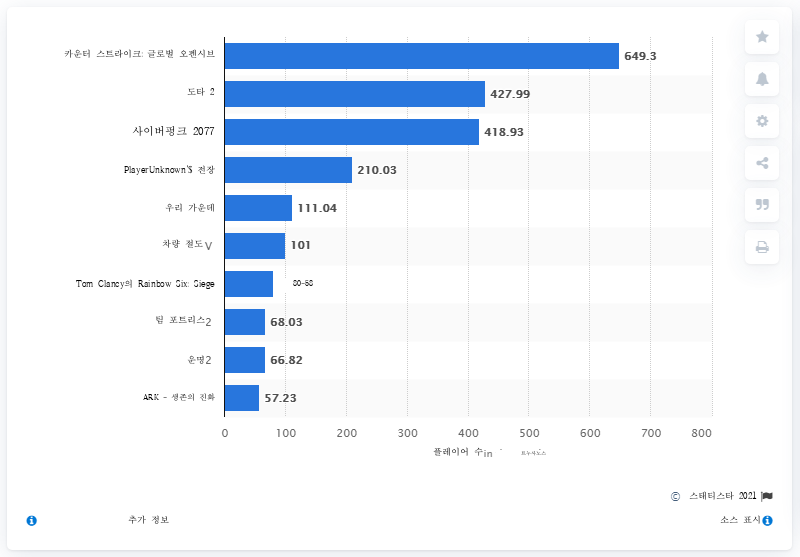 카운터 스트라이크: 글로벌 오펜시브 649.3
도타 2 427.99
사이버펑크 2077 418.93
PlayerUnknown'S 전장 210.03
우리 가운데 111.04
차량 절도 V 101
Tom Clancy의 Rainbow Six: Siege 80-58
팀 포트리스2 68.03
운명2 66.82
ARK - 생존의 진화 57.23
0 100 200 300 400 500 600 700 800
플레이어 수in
© 스태티스타 2021
추가 정보 소스 표시